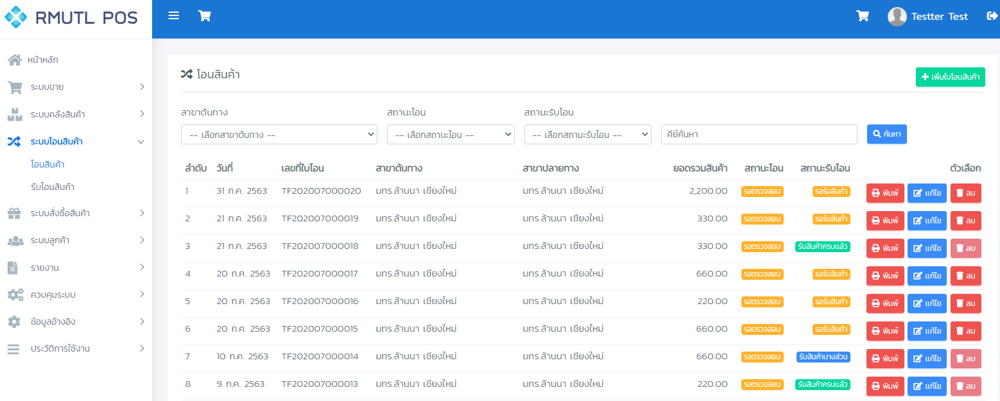 RMUTL POS
Testter Test
หน้าหลัก
ระบบขาย
ระบบคลังสินค้า
ระบบโอนสินค้า
โอนสินค้า
รับโอนสินค้า
ระบบสั่งซื้อสินค้า
ระบบลูกค้า
รายงาน
ควบคุมระบบ
ข้อมูลอ้างอิง
ประวัติการใช้งาน
โอนสินค้า
เพิ่มใบโอนสินค้า
สาขาต้นทาง สถานะโอน สถานะรับโอน
-- เลือกสาขาต้นทาง -- -- เลือกสถานะโอน -- -- เลือกสถานะรับโอน -- คีย์ค้นหา ค้นหา
ลำดับ วันที่ เลขที่ใบโอน สาขาต้นทาง สาขาปลายทาง ยอดรวมสินค้า สถานะโอน สถานะรับโอน ตัวเลือก
1 31 ก.ค. 2563 TF202007000020 มทร.ล้านนา เชียงใหม่ มทร.ล้านนา เชียงใหม่ 2,200.00 รอตรวจสอบ รอรับสินค้า พิมพ์ แก้ไข ลบ
2 21 ก.ค. 2563 TF202007000019 มทร.ล้านนา เชียงใหม่ มทร.ล้านนา เชียงใหม่ 330.00 รอตรวจสอบ รอรับสินค้า พิมพ์ แก้ไข ลบ
3 21 ก.ค. 2563 TF202007000018 มทร.ล้านนา เชียงใหม่ มทร.ล้านนา เชียงใหม่ 330.00 รอตรวจสอบ รับสินค้าครบแล้ว พิมพ์ แก้ไข ลบ
4 20 ก.ค. 2563 TF202007000017 มทร.ล้านนา เชียงใหม่ มทร.ล้านนา เชียงใหม่ 660.00 รอตรวจสอบ รอรับสินค้า พิมพ์ แก้ไข ลบ
5 20 ก.ค. 2563 TF202007000016 มทร.ล้านนา เชียงใหม่ มทร.ล้านนา เชียงใหม่ 220.00 รอตรวจสอบ รอรับสินค้า พิมพ์ แก้ไข ลบ
6 20 ก.ค. 2563 TF202007000015 มทร.ล้านนา เชียงใหม่ มทร.ล้านนา เชียงใหม่ 660.00 รอตรวจสอบ รอรับสินค้า พิมพ์ แก้ไข ลบ
7 10 ก.ค. 2563 TF202007000014 มทร.ล้านนา เชียงใหม่ มทร.ล้านนา เชียงใหม่ 660.00 รอตรวจสอบ รับสินค้าบางส่วน พิมพ์ แก้ไข ลบ
8 9 ก.ค. 2563 TF202007000013 มทร.ล้านนา เชียงใหม่ มทร.ล้านนา เชียงใหม่ 220.00 รอตรวจสอบ รับสินค้าครบแล้ว พิมพ์ แก้ไข ลบ